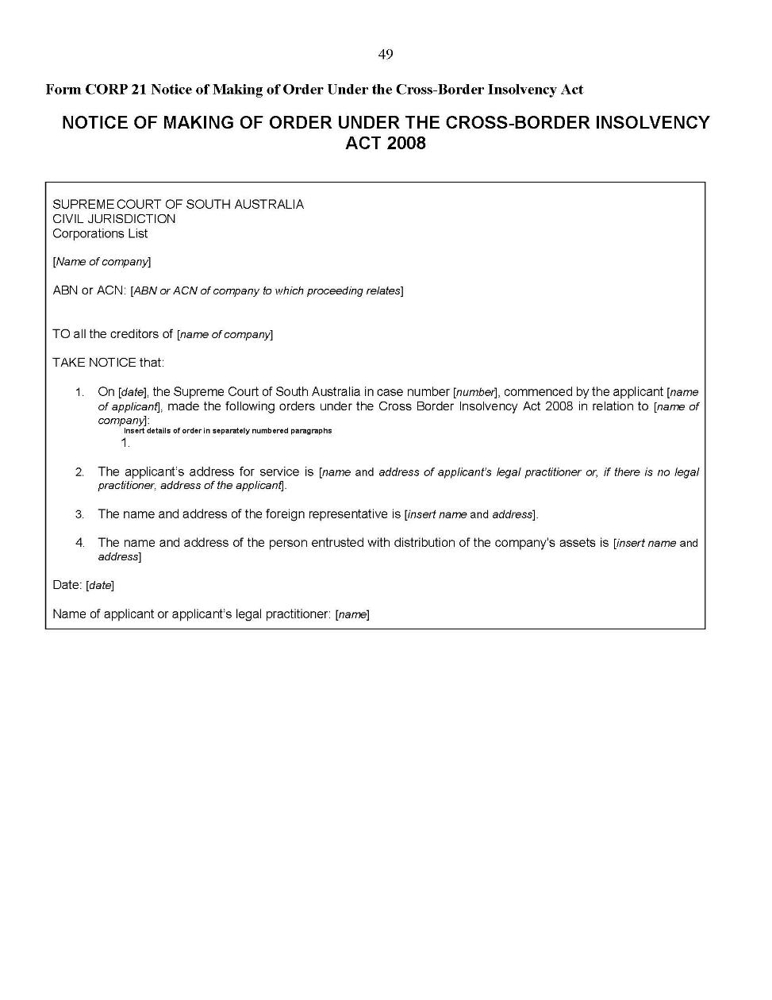 49
Form CORP 21 Notice of Making of Order Under the Cross-Border Insolvency Act
NOTICE OF MAKING OF ORDER UNDER THE CROSS-BORDER INSOLVENCY
ACT 2008
SUPREME COURT OF SOUTH AUSTRALIA
CIVIL JURISDICTION
Corporations List
[Name of company]
ABN or ACN: [ABN or ACN of company to which proceeding relates]
TO all the creditors of [name of company]
TAKE NOTICE that:
1. On [date], the Supreme Court of South Australia in case number [number], commenced by the applicant [name
of applicant], made the following orders under the Cross Border Insolvency Act 2008 in relation to [name of
company]:
Insert details of order in separately numbered paragraphs
1.
2. The applicant's address for service is [name and address of applicant's legal practitioner or, if there is no legal
practitioner, address of the applicant].
3. The name and address of the foreign representative is [insert name and address].
4. The name and address of the person entrusted with distribution of the company's assets is [insert name and
address]
Date: [date]
Name of applicant or applicant's legal practitioner: [name]